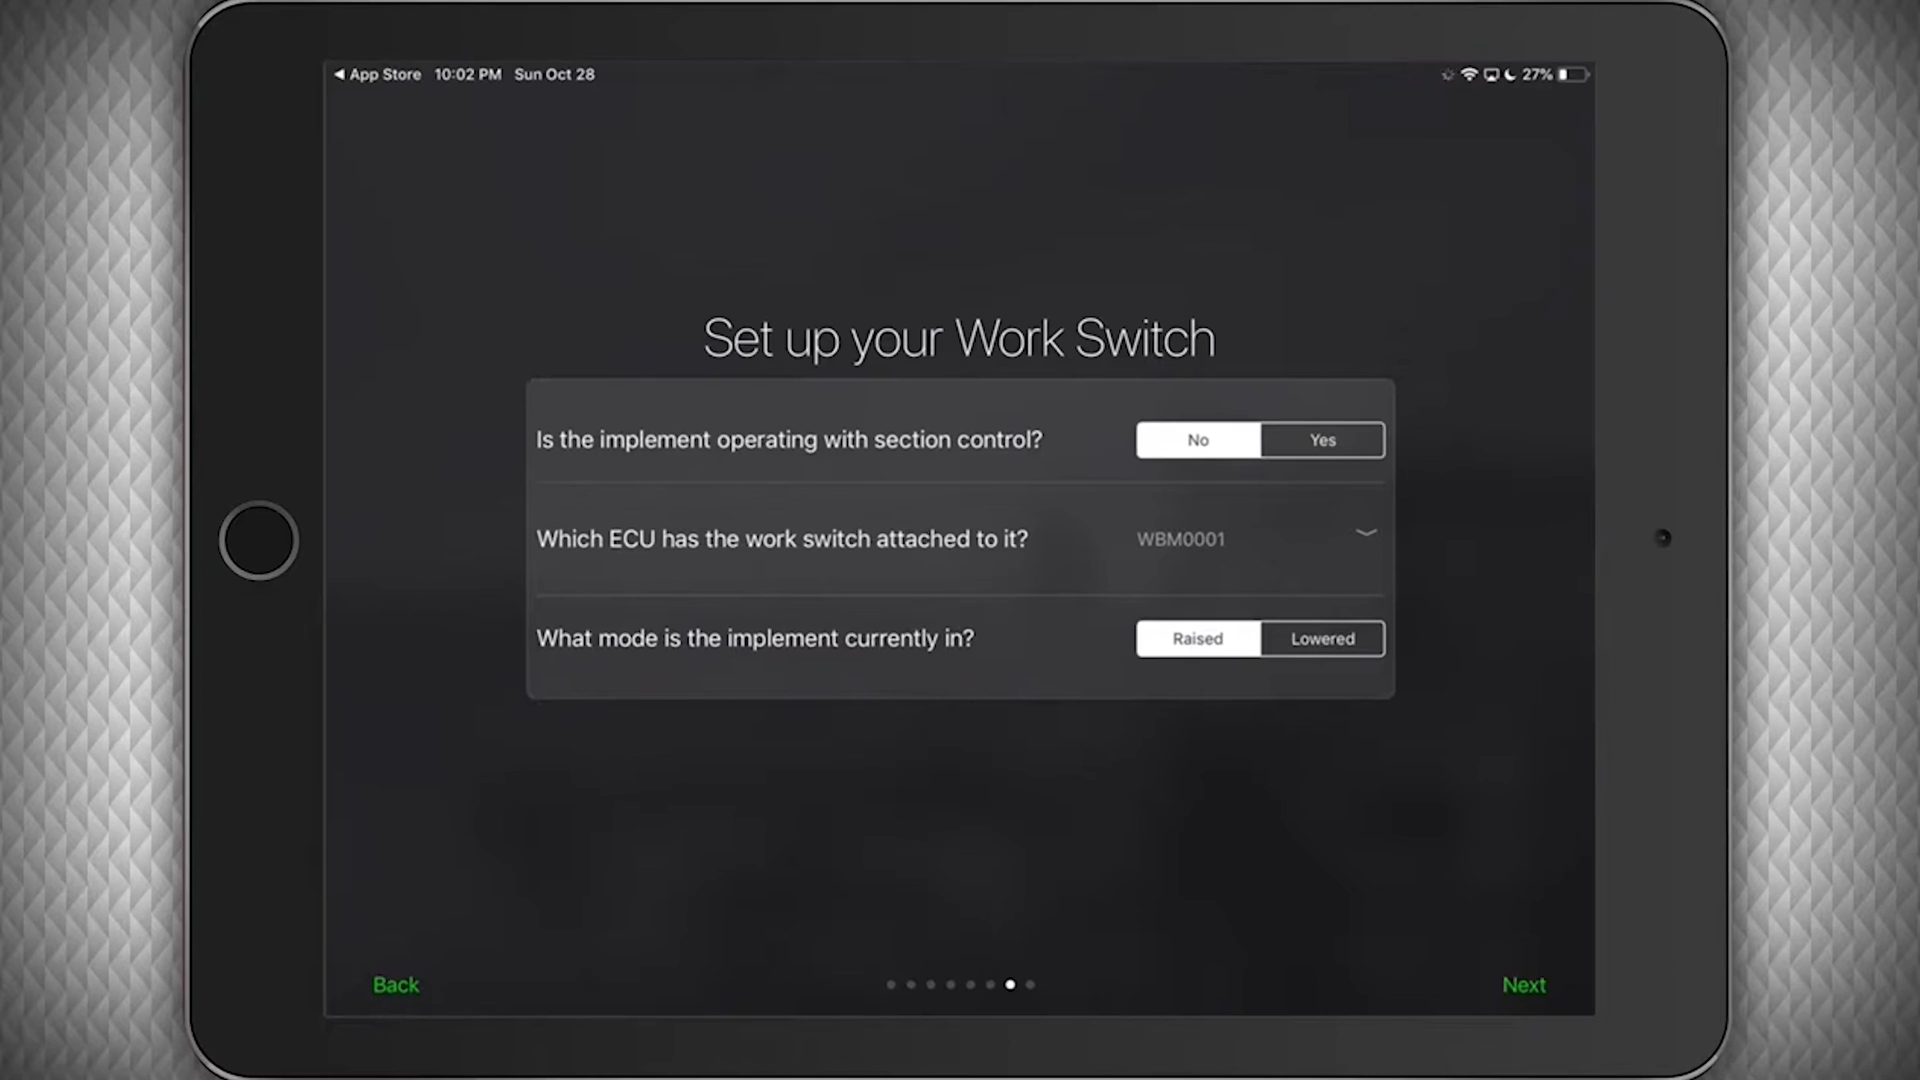 App Store 10:02 PM Sun Oct 28 27%
Set up your Work Switch
Is the implement operating with section control? No Yes
Which ECU has the work switch attached to it? WBM0001
What mode is the implement currently in? Raised Lowered
Back Next